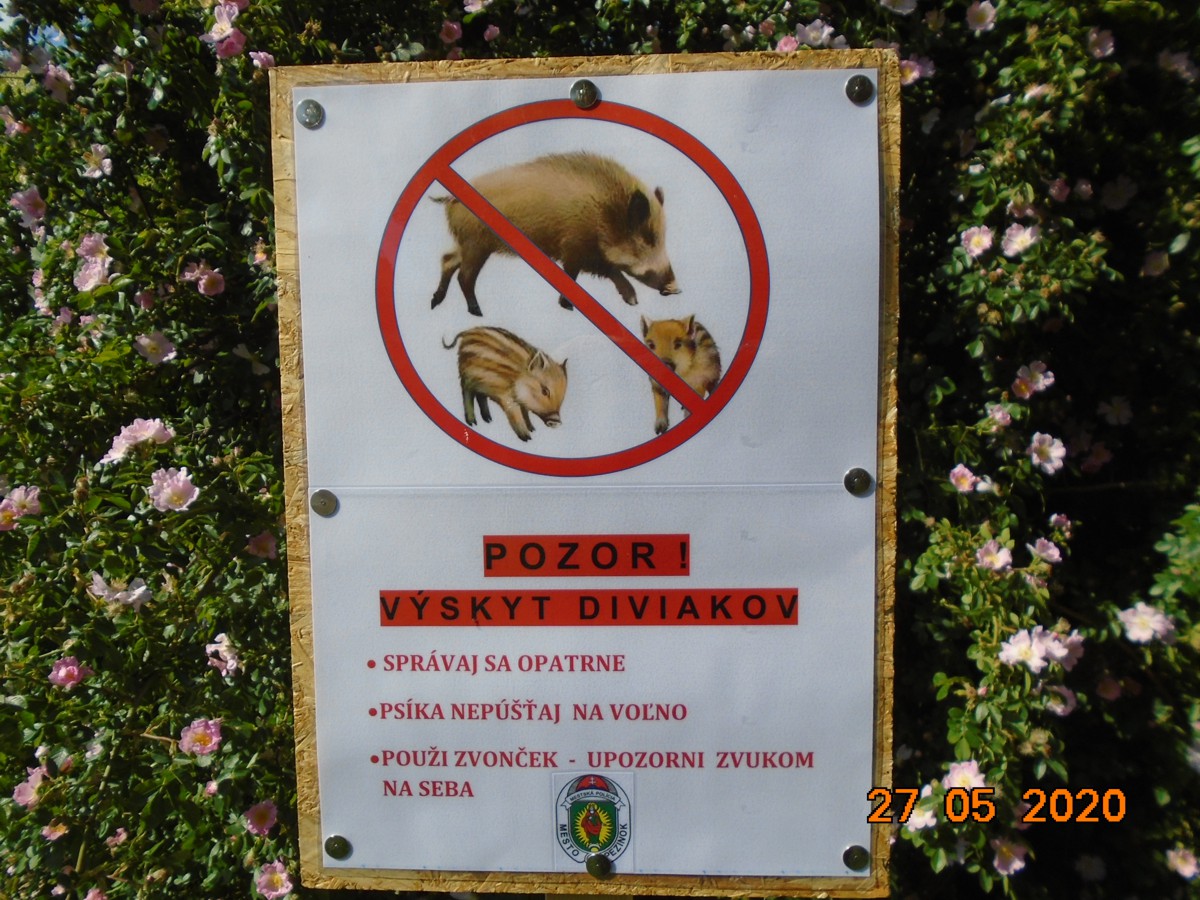 POZOR !
VÝSKYT DIVIAKOV
• SPRÁVAJ SA OPATRNE
•PSÍKA NEPÚŠŤAJ NA VOĽNO
•POUŽI ZVONČEK - UPOZORNI ZVUKOM
NA SEBA
MESTSKÁ POLÍCIA
MESTO PEZINOK
27 05 2020